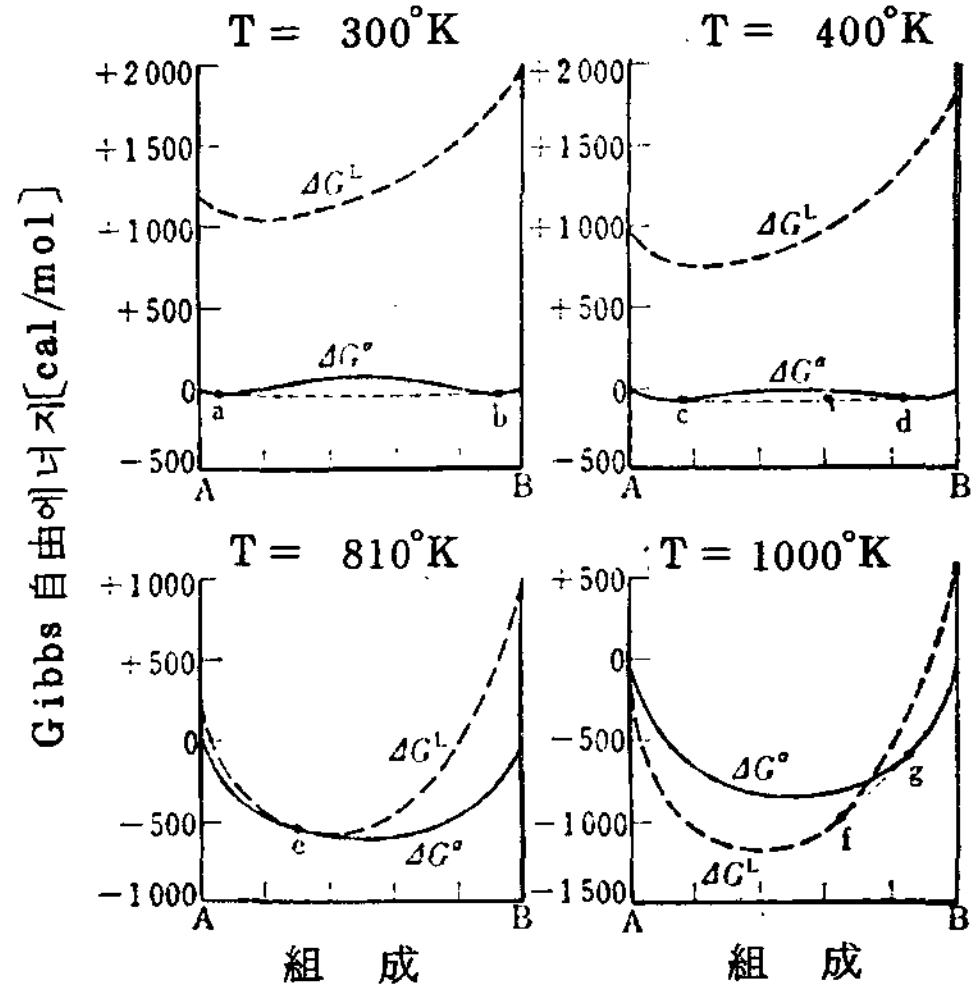 T = 300°K
+2000
+1500
÷1000
+500
0
−500
ΔG^L
ΔG^α
a
b
A
B
T = 400°K
÷2000
+1500
+1000
+500
0
−500
ΔG^L
ΔG^α
c
d
A
B
Gibbs 自由에너지[cal/mol]
T = 810°K
÷1000
÷500
0
−500
−1000
ΔG^L
ΔG^α
e
A
B
組 成
T = 1000°K
÷500
0
−500
−1000
−1500
ΔG^α
ΔG^L
f
g
A
B
組 成